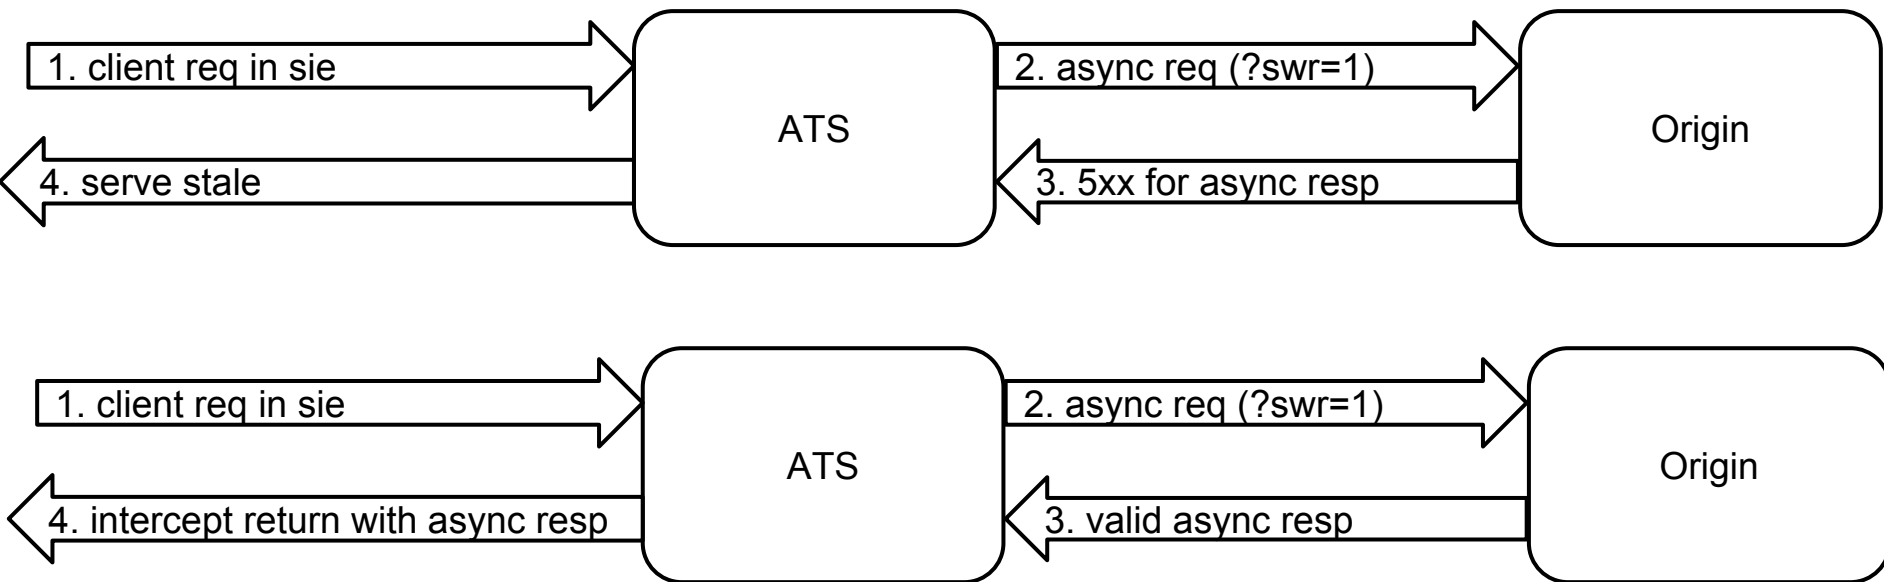 1. client req in sie
2. async req (?swr=1)
ATS
Origin
4. serve stale
3. 5xx for async resp
1. client req in sie
2. async req (?swr=1)
ATS
Origin
4. intercept return with async resp
3. valid async resp